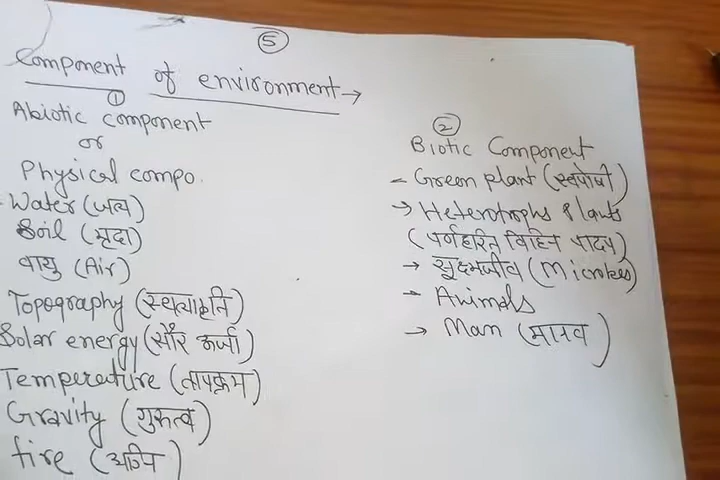 ⑤
Component of environment →
①
Abiotic component
or
Physical compo.
Water (जल)
Soil (मृदा)
वायु (Air)
Topography (स्थलाकृति)
Solar energy (सौर ऊर्जा)
Temperature (तापक्रम)
Gravity (गुरुत्व)
fire (अग्नि)
②
Biotic Component
- Green plant (स्वपोषी)
→ Heterotrophs Plants
(पर्णहरित विहिन पादप)
→ सूक्ष्मजीव (Microbes)
- Animals
→ Man (मानव)